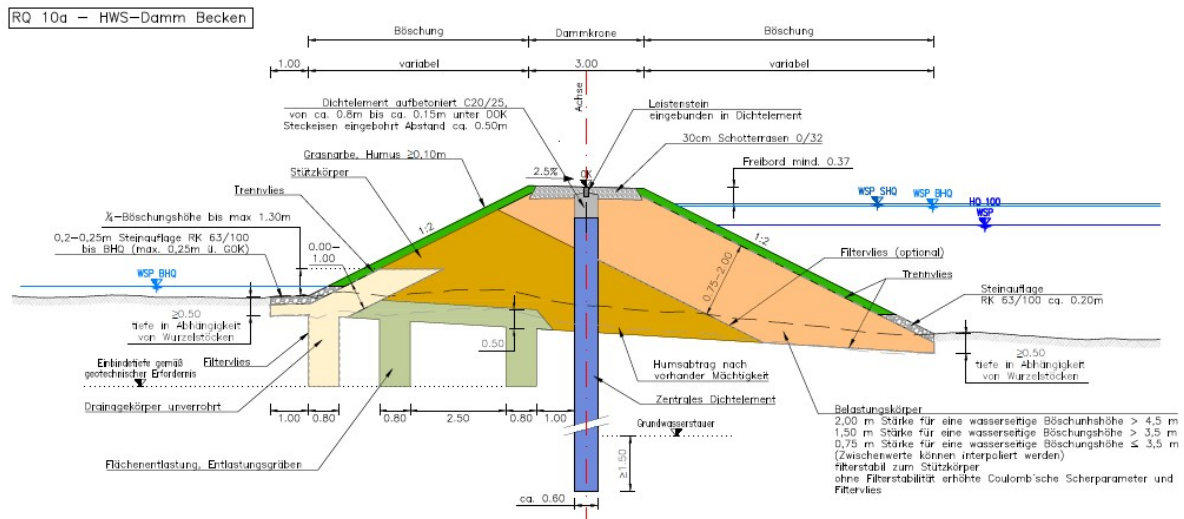 RQ 10a – HWS-Damm Becken
Böschung
Dammkrone
Böschung
1.00
variabel
3.00
variabel
Achse
Dichtelement aufbetoniert C20/25,
von ca. 0.8m bis ca. 0.15m unter DOK
Steckeisen eingebohrt Abstand ca. 0.50m
Leistenstein
eingebunden in Dichtelement
30cm Schotterrasen 0/32
Grasnarbe, Humus ≥0,10m
Stützkörper
2.5%
OK
Freibord mind. 0.37
Trennvlies
WSP_SHQ
WSP_BHQ
HQ_100
WSP
¼-Böschungshöhe bis max 1.30m
0,2-0,25m Steinauflage RK 63/100
bis BHQ (max. 0,25m ü. GOK)
0.00-
1.00
1:2
1:2
Filtervlies (optional)
Trennvlies
WSP_BHQ
0.75-2.00
Steinauflage
RK 63/100 ca. 0.20m
≥0.50
tiefe in Abhängigkeit
von Wurzelstöcken
0.50
≥0.50
tiefe in Abhängigkeit
von Wurzelstöcken
Filtervlies
Einbindetiefe gemäß
geotechnischer Erfordernis
Humsabtrag nach
vorhander Mächtigkeit
Drainagekörper unverrohrt
Zentrales Dichtelement
1.00
0.80
0.80
2.50
0.80
1.00
Grundwasserstauer
Flächenentlastung, Entlastungsgräben
≥1.50
ca. 0.60
Belastungskörper
2,00 m Stärke für eine wasserseitige Böschunhshöhe > 4,5 m
1,50 m Stärke für eine wasserseitige Böschungshöhe > 3,5 m
0,75 m Stärke für eine wasserseitige Böschungshöhe ≤ 3,5 m
(Zwischenwerte können interpoliert werden)
filterstabil zum Stützkörper
ohne Filterstabilität erhöhte Coulomb'sche Scherparameter und
Filtervlies